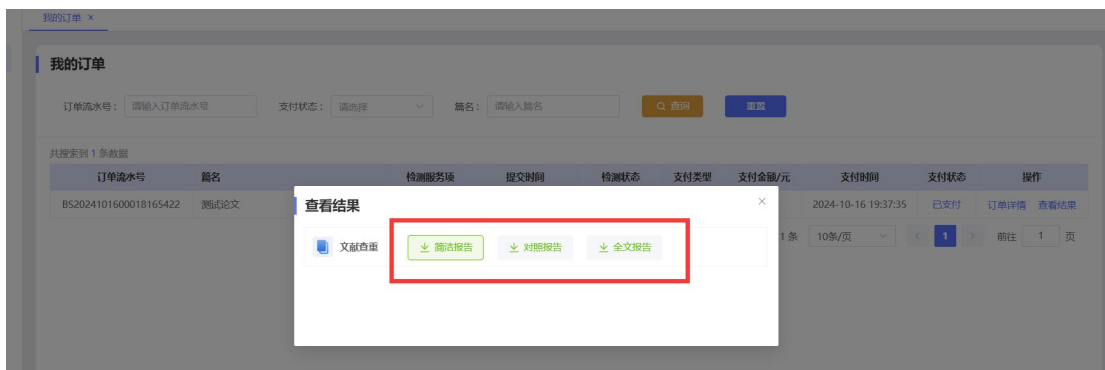 我的订单 ×
我的订单
订单流水号： 请输入订单流水号 支付状态： 请选择 篇名： 请输入篇名 查询 重置
共搜索到 1 条数据
订单流水号 篇名 检测服务项 提交时间 检测状态 支付类型 支付金额/元 支付时间 支付状态 操作
BS2024101600018165422 测试论文 2024-10-16 19:37:35 已支付 订单详情 查看结果
查看结果 ×
1 条 10条/页 < 1 > 前往 1 页
文献查重 简洁报告 对照报告 全文报告